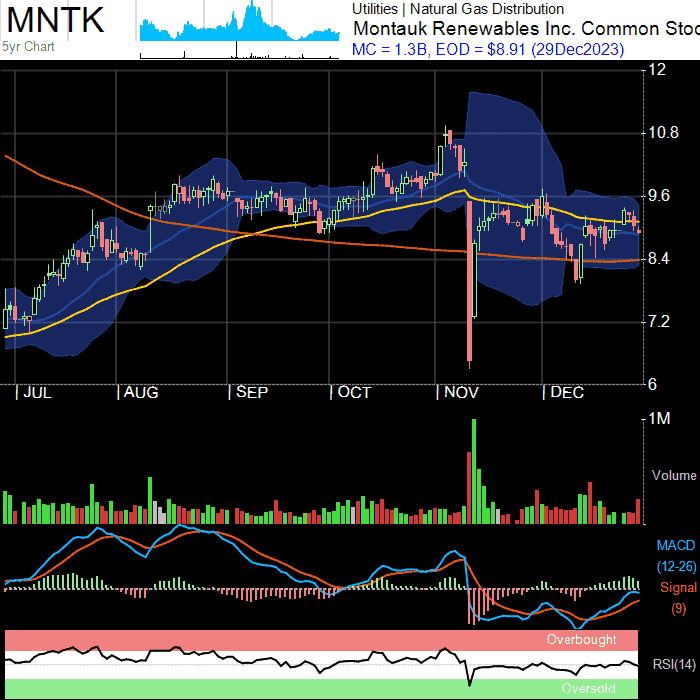 MNTK
5yr Chart
Utilities | Natural Gas Distribution
Montauk Renewables Inc. Common Stoc
MC = 1.3B, EOD = $8.91 (29Dec2023)
12
10.8
9.6
8.4
7.2
6
JUL AUG SEP OCT NOV DEC
1M
Volume
MACD
(12-26)
Signal
(9)
Overbought
RSI(14)
Oversold